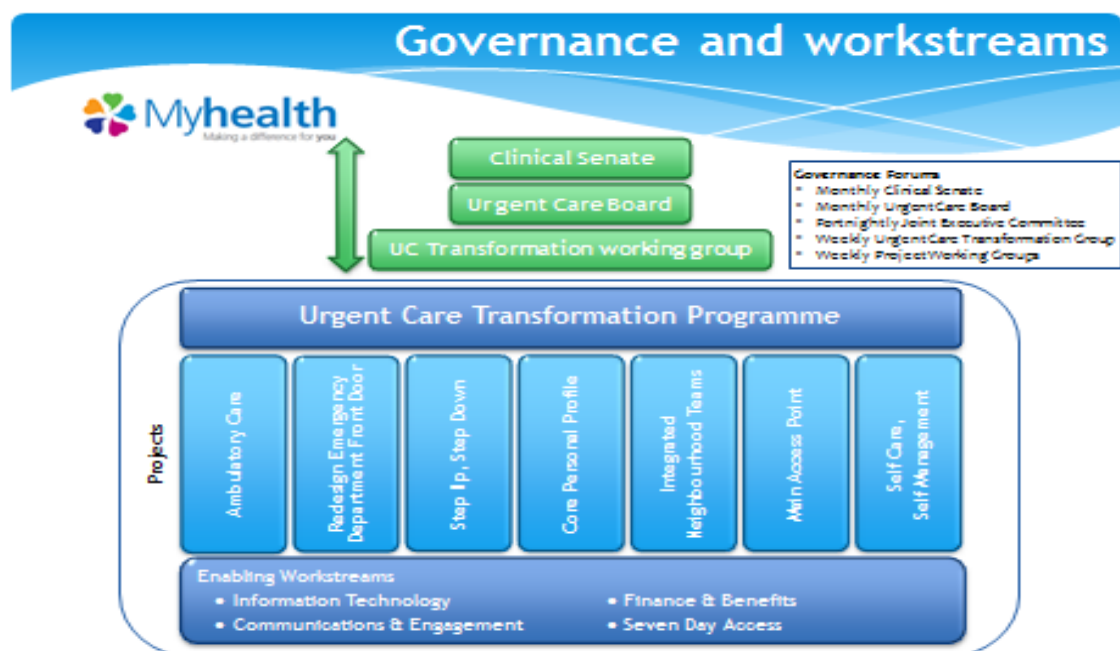 Governance and workstreams
Myhealth
Making a difference for you
Clinical Senate
Urgent Care Board
UC Transformation working group
Governance Forums
• Monthly Clinical Senate
• Monthly Urgent Care Board
• Fortnightly Joint Executive Committee
• Weekly Urgent Care Transformation Group
• Weekly Project Working Groups
Urgent Care Transformation Programme
Projects
Ambulatory Care
Redesign Emergency
Department Front Door
Step Up, Step Down
Core Personal Profile
Integrated
Neighbourhood Teams
Main Access Point
Self Care,
Self Management
Enabling Workstreams
• Information Technology
• Communications & Engagement
• Finance & Benefits
• Seven Day Access